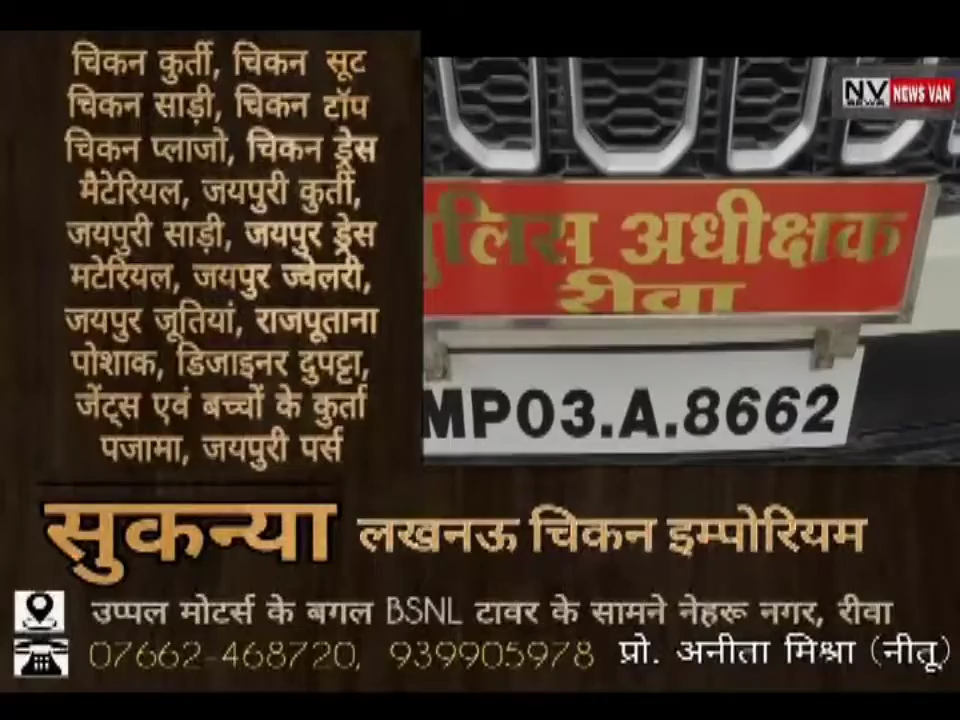 चिकन कुर्ती, चिकन सूट
चिकन साड़ी, चिकन टॉप
चिकन प्लाजो, चिकन ड्रेस
मैटेरियल, जयपुरी कुर्ती,
जयपुरी साड़ी, जयपुर ड्रेस
मटेरियल, जयपुर ज्वेलरी,
जयपुर जूतियां, राजपूताना
पोशाक, डिजाइनर दुपट्टा,
जेंट्स एवं बच्चों के कुर्ता
पजामा, जयपुरी पर्स
NV NEWS NEWS VAN
पुलिस अधीक्षक
रीवा
MP03.A.8662
सुकन्या लखनऊ चिकन इम्पोरियम
उप्पल मोटर्स के बगल BSNL टावर के सामने नेहरू नगर, रीवा
07662-468720, 939905978 प्रो. अनीता मिश्रा (नीतू)